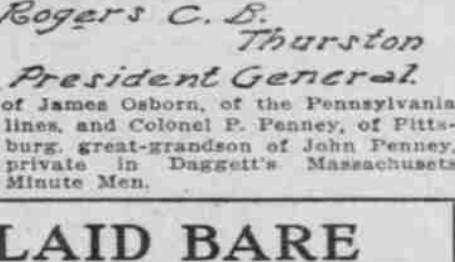 Rogers C. B.
Thurston
President General.
of James Osborn, of the Pennsylvania
lines, and Colonel P. Penney, of Pitts-
burg, great-grandson of John Penney,
private in Daggett's Massachusets
Minute Men.
LAID BARE